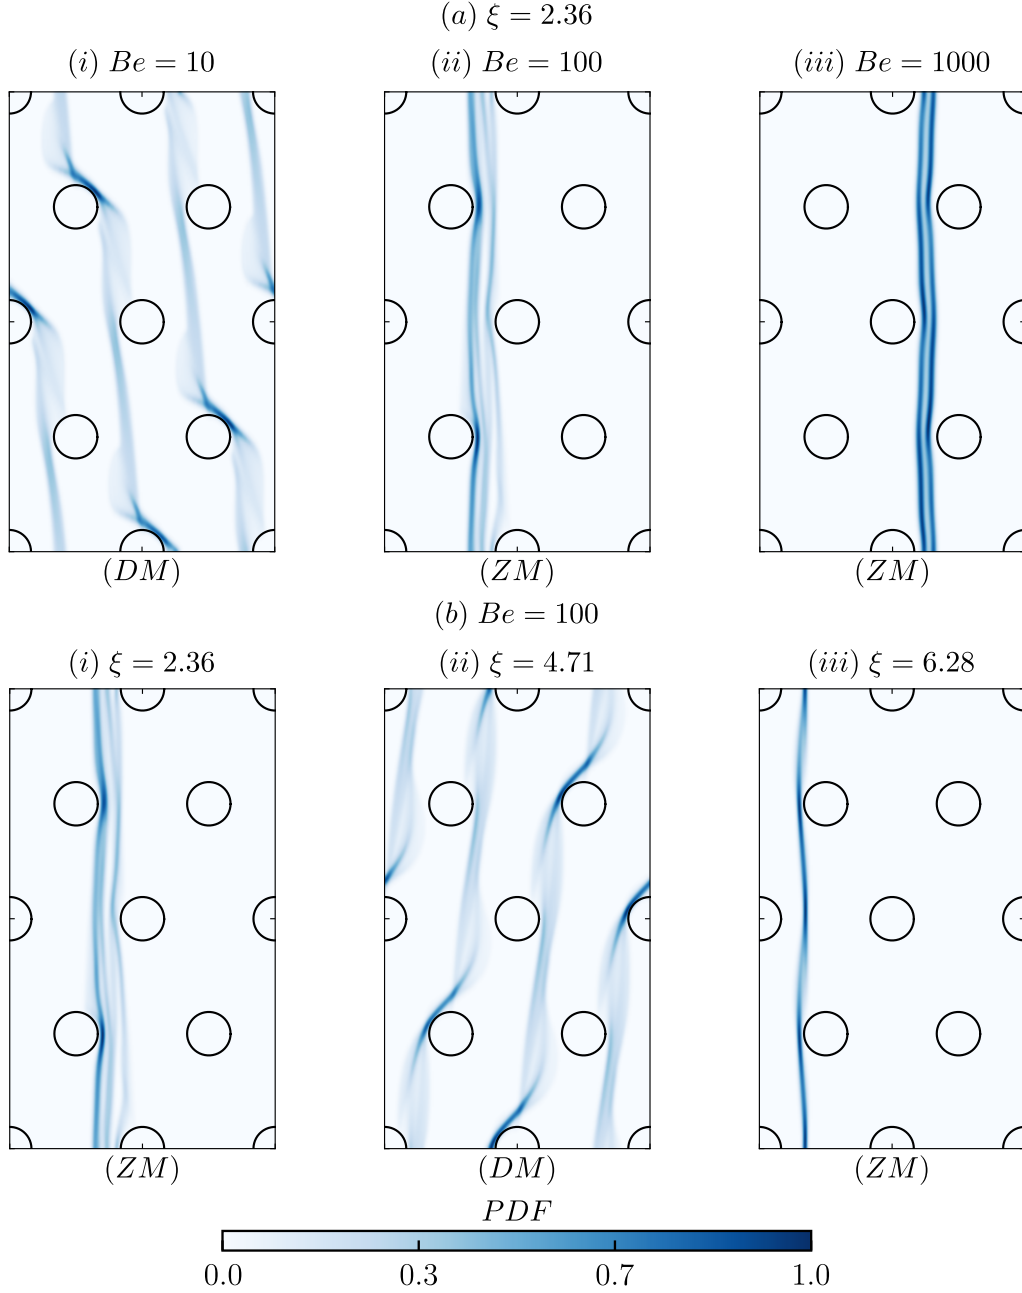 (a) ξ = 2.36
(i) Be = 10
(ii) Be = 100
(iii) Be = 1000
(DM)
(ZM)
(ZM)
(b) Be = 100
(i) ξ = 2.36
(ii) ξ = 4.71
(iii) ξ = 6.28
(ZM)
(DM)
(ZM)
PDF
0.0 0.3 0.7 1.0